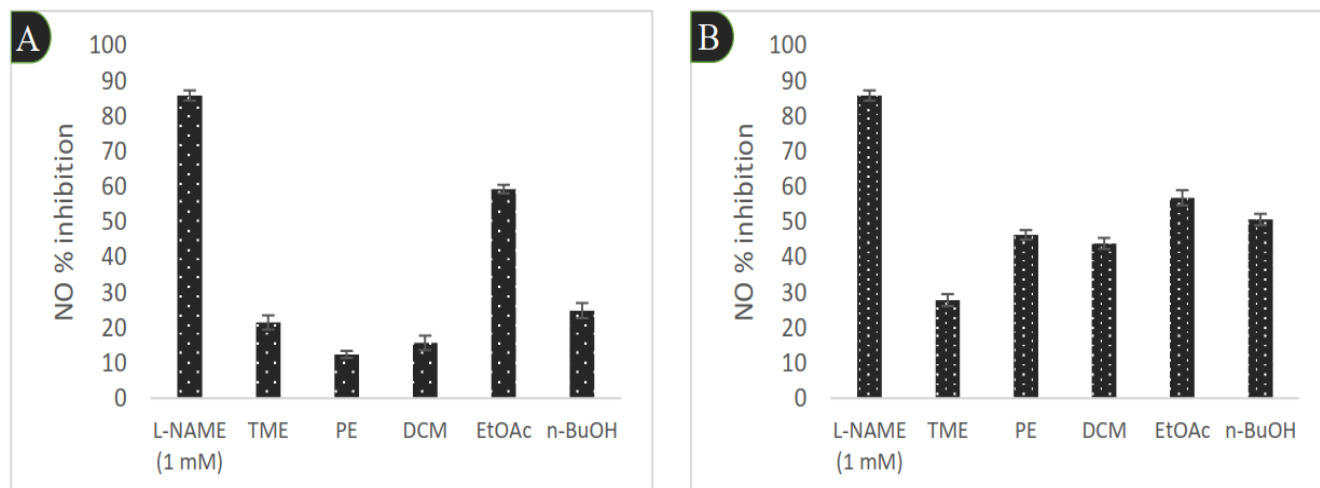 A
NO % inhibition
100
90
80
70
60
50
40
30
20
10
0
L-NAME TME PE DCM EtOAc n-BuOH
(1 mM)
B
NO % inhibition
100
90
80
70
60
50
40
30
20
10
0
L-NAME TME PE DCM EtOAc n-BuOH
(1 mM)